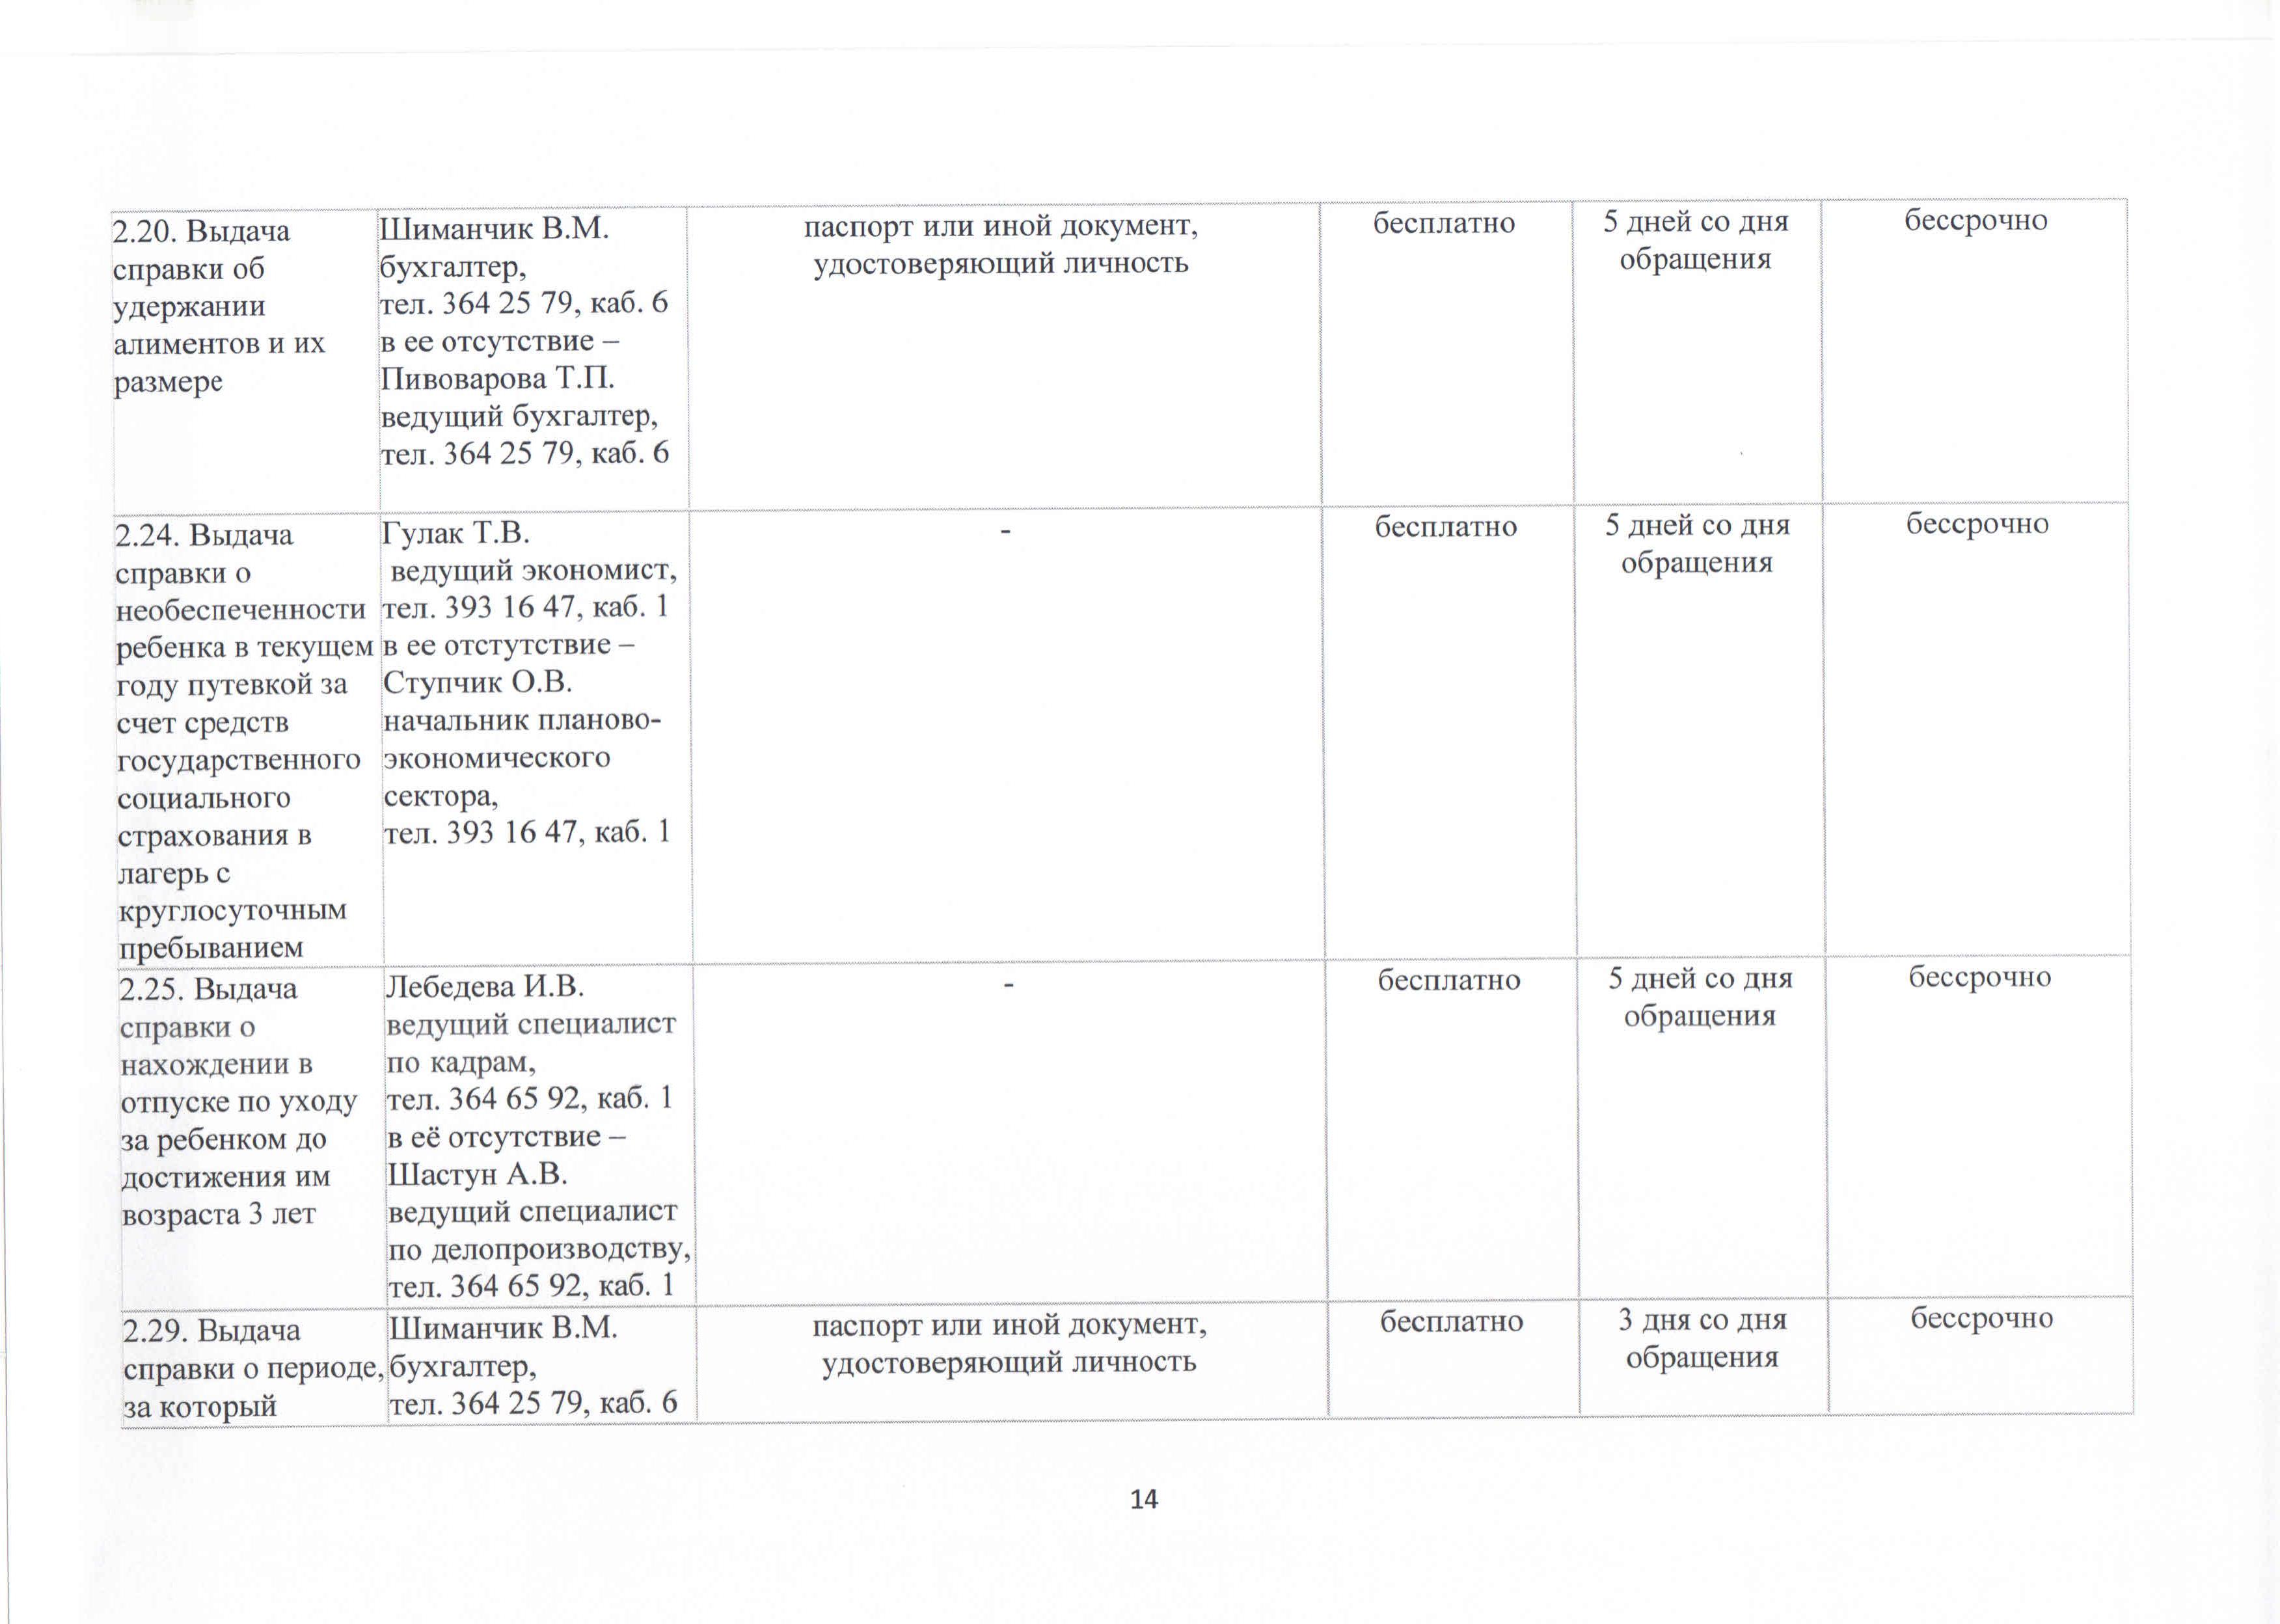 2.20. Выдача
справки об
удержании
алиментов и их
размере
Шиманчик В.М.
бухгалтер,
тел. 364 25 79, каб. 6
в ее отсутствие –
Пивоварова Т.П.
ведущий бухгалтер,
тел. 364 25 79, каб. 6
паспорт или иной документ,
удостоверяющий личность
бесплатно
5 дней со дня
обращения
бессрочно
2.24. Выдача
справки о
необеспеченности
ребенка в текущем
году путевкой за
счет средств
государственного
социального
страхования в
лагерь с
круглосуточным
пребыванием
Гулак Т.В.
ведущий экономист,
тел. 393 16 47, каб. 1
в ее отстутствие –
Ступчик О.В.
начальник планово-
экономического
сектора,
тел. 393 16 47, каб. 1
-
бесплатно
5 дней со дня
обращения
бессрочно
2.25. Выдача
справки о
нахождении в
отпуске по уходу
за ребенком до
достижения им
возраста 3 лет
Лебедева И.В.
ведущий специалист
по кадрам,
тел. 364 65 92, каб. 1
в её отсутствие –
Шастун А.В.
ведущий специалист
по делопроизводству,
тел. 364 65 92, каб. 1
-
бесплатно
5 дней со дня
обращения
бессрочно
2.29. Выдача
справки о периоде,
за который
Шиманчик В.М.
бухгалтер,
тел. 364 25 79, каб. 6
паспорт или иной документ,
удостоверяющий личность
бесплатно
3 дня со дня
обращения
бессрочно
14